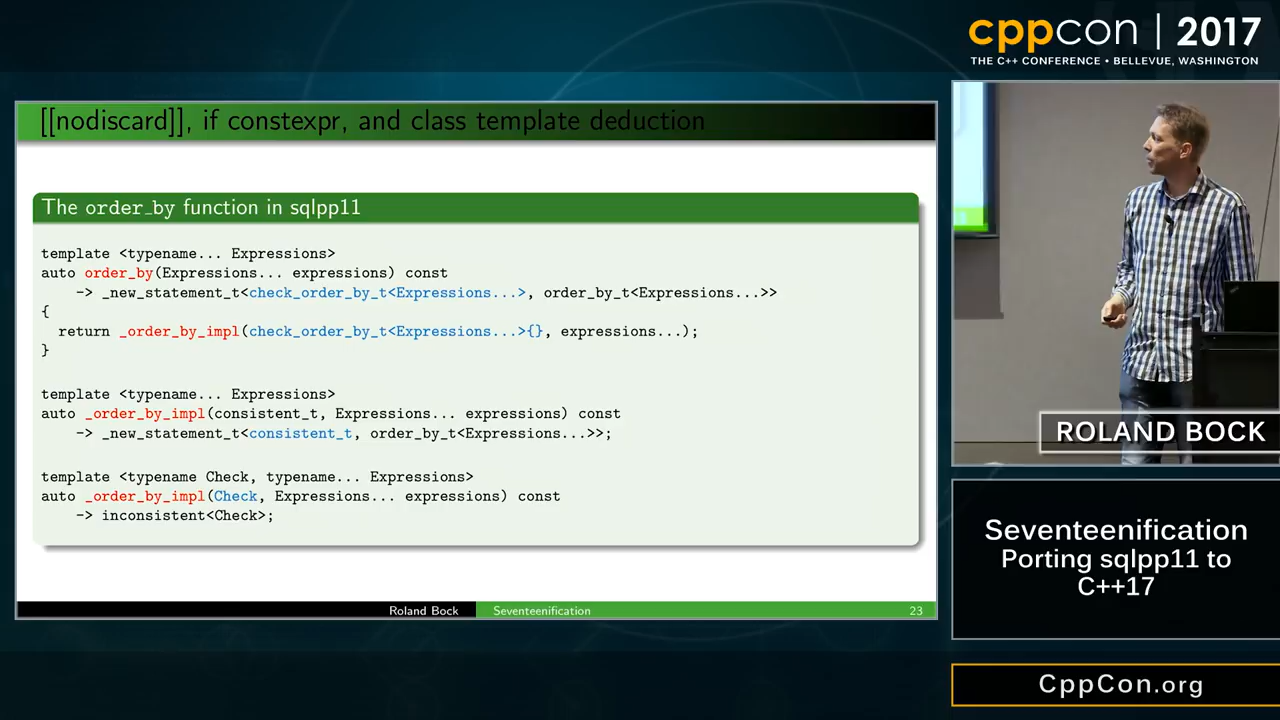 cppcon | 2017
THE C++ CONFERENCE • BELLEVUE, WASHINGTON
[[nodiscard]], if constexpr, and class template deduction
The order_by function in sqlpp11
template <typename... Expressions>
auto order_by(Expressions... expressions) const
    -> _new_statement_t<check_order_by_t<Expressions...>, order_by_t<Expressions...>>
{
  return _order_by_impl(check_order_by_t<Expressions...>{}, expressions...);
}
template <typename... Expressions>
auto _order_by_impl(consistent_t, Expressions... expressions) const
    -> _new_statement_t<consistent_t, order_by_t<Expressions...>>;
template <typename Check, typename... Expressions>
auto _order_by_impl(Check, Expressions... expressions) const
    -> inconsistent<Check>;
Roland Bock Seventeenification 23
ROLAND BOCK
Seventeenification
Porting sqlpp11 to
C++17
CppCon.org